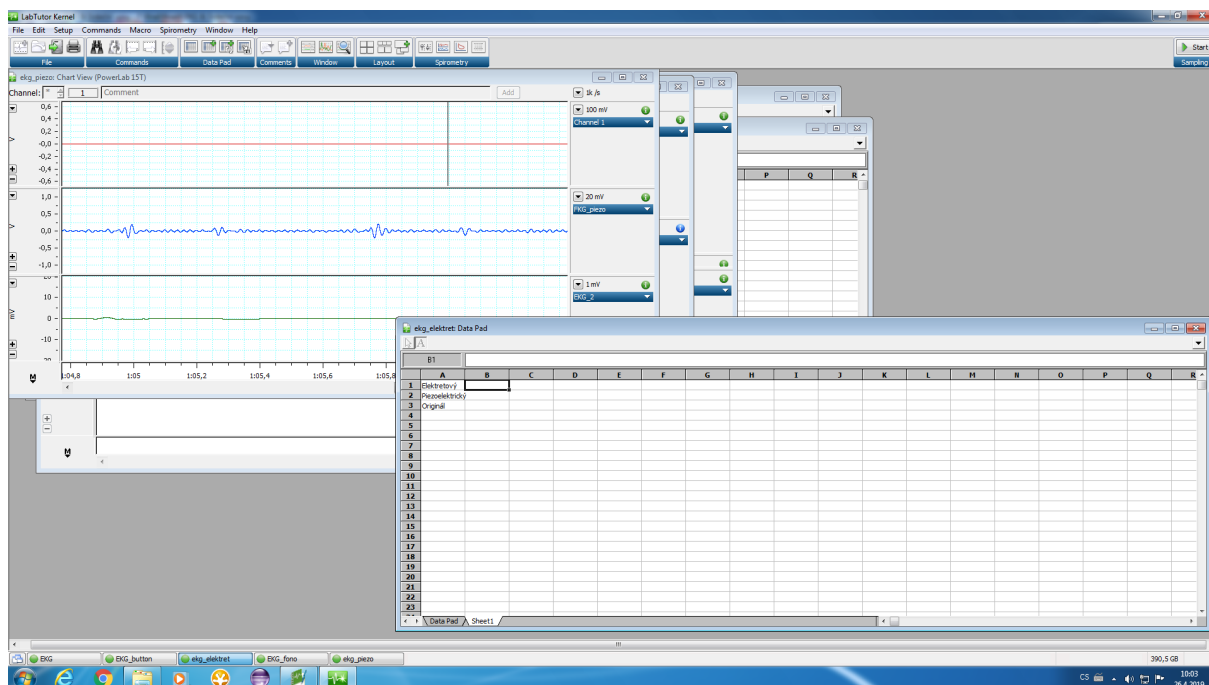 LabTutor Kernel
File Edit Setup Commands Macro Spirometry Window Help
File Commands Data Pad Comments Window Layout Spirometry
Start
Sampling
ekg_piezo: Chart View (PowerLab 15T)
Channel: * 1 Comment Add 1k /s
0,6
0,4
0,2
-0,0
-0,2
-0,4
-0,6
V
100 mV
Channel 1
1,0
0,5
0,0
-0,5
-1,0
V
20 mV
FKG_piezo
10
0
-10
mV
1 mV
EKG_2
M
1:04,8 1:05 1:05,2 1:05,4 1:05,6 1:05,8
M
P Q R
ekg_elektret: Data Pad
A
B1
A B C D E F G H I J K L M N O P Q R
1 Elektretový
2 Piezoelektrický
3 Originál
4
5
6
7
8
9
10
11
12
13
14
15
16
17
18
19
20
21
22
23
Data Pad Sheet1
EKG EKG_button ekg_elektret EKG_fono ekg_piezo 390,5 GB
CS 10:03
26.4.2019